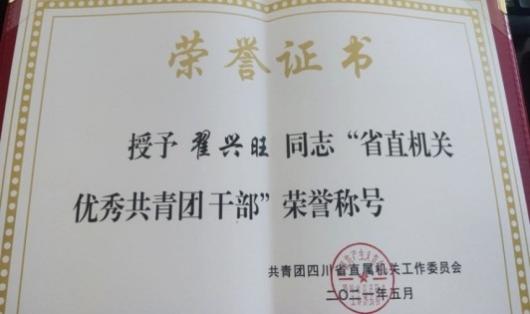 荣誉证书
授予 翟兴旺 同志“省直机关
优秀共青团干部”荣誉称号
共青团四川省直属机关工作委员会
二〇二一年五月